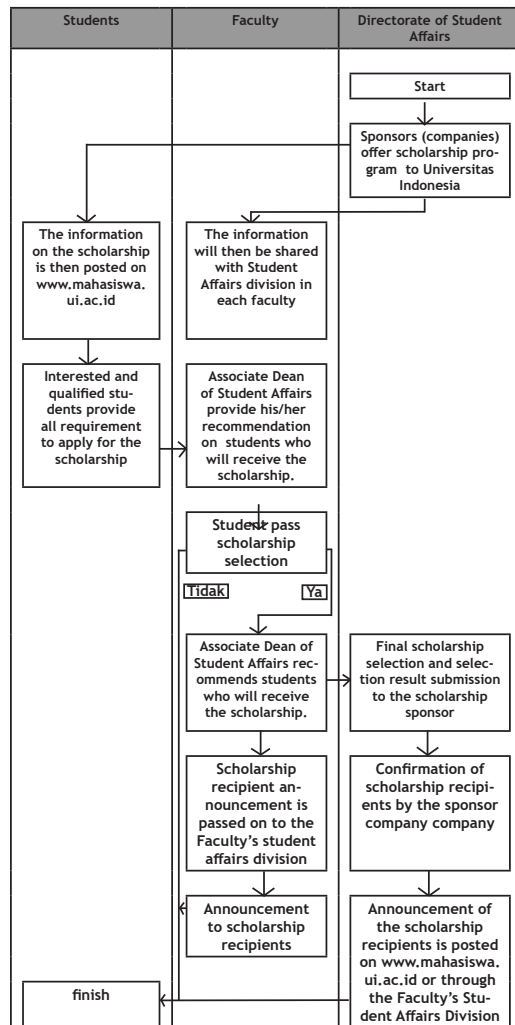 Students
Faculty
Directorate of Student
Affairs
Start
Sponsors (companies)
offer scholarship pro-
gram to Universitas
Indonesia
The information
on the scholarship
is then posted on
www.mahasiswa.
ui.ac.id
The information
will then be shared
with Student
Affairs division in
each faculty
Interested and
qualified stu-
dents provide
all requirement
to apply for the
scholarship
Associate Dean
of Student Affairs
provide his/her
recommendation
on students who
will receive the
scholarship.
Student pass
scholarship
selection
Tidak
Ya
Associate Dean of
Student Affairs rec-
ommends students
who will receive
the scholarship.
Final scholarship
selection and selec-
tion result submission
to the scholarship
sponsor
Scholarship
recipient an-
nouncement is
passed on to the
Faculty's student
affairs division
Confirmation of
scholarship recipi-
ents by the sponsor
company company
Announcement
to scholarship
recipients
Announcement of
the scholarship
recipients is posted
on www.mahasiswa.
ui.ac.id or through
the Faculty's Stu-
dent Affairs Division
finish